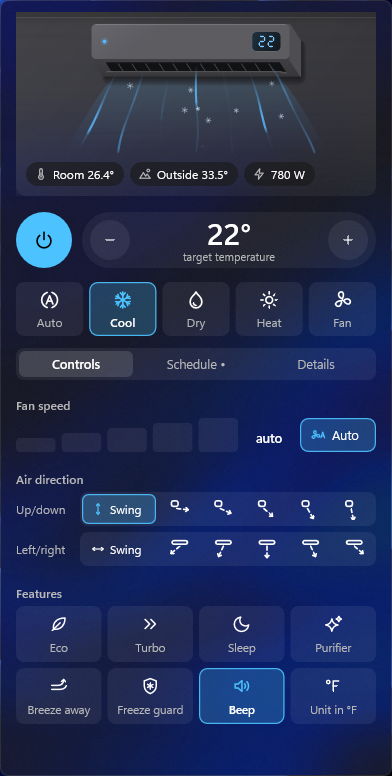 22
Room 26.4° Outside 33.5° 780 W
22°
target temperature
Auto Cool Dry Heat Fan
Controls Schedule • Details
Fan speed
auto A Auto
Air direction
Up/down Swing
Left/right Swing
Features
Eco Turbo Sleep Purifier
°F
Breeze away Freeze guard Beep Unit in °F